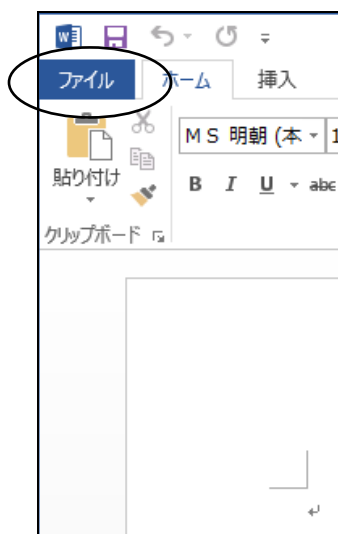 ファイル ホーム 挿入
MS 明朝 (本 1
貼り付け
B I U abc
クリップボード